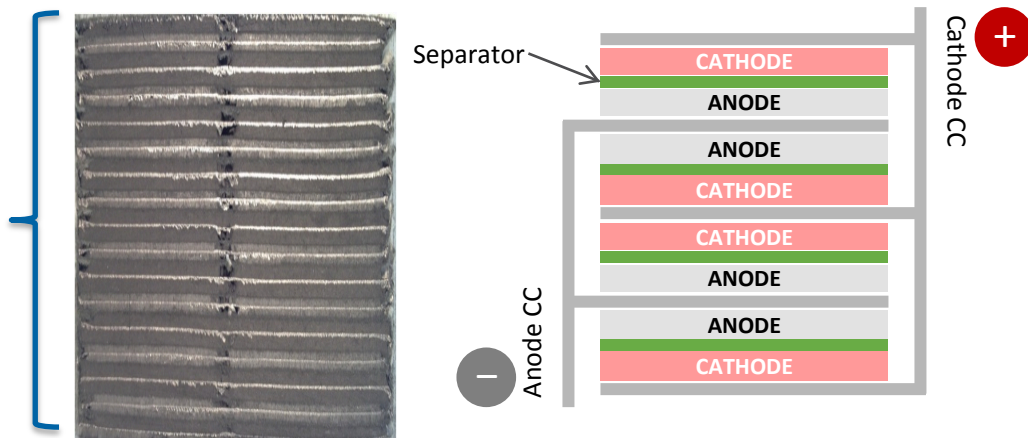 Separator
CATHODE
ANODE
ANODE
CATHODE
CATHODE
ANODE
ANODE
CATHODE
Cathode CC
+
Anode CC
−